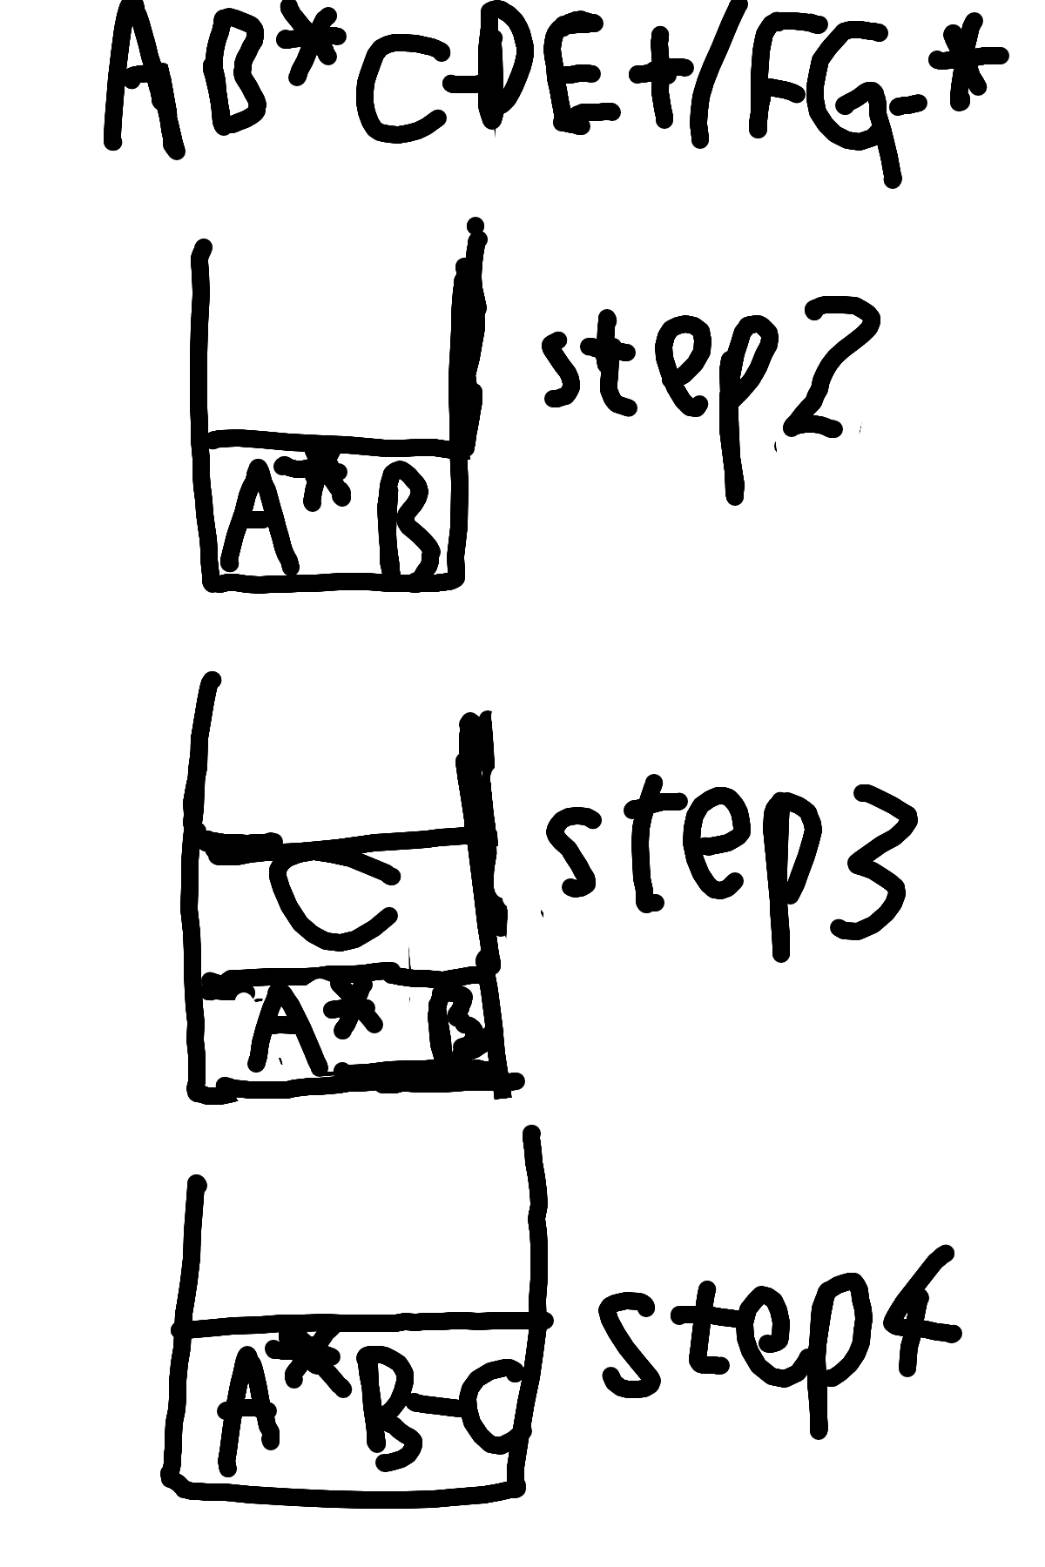 AB*C-DE+/FG-*
step2
A*B
step3
C
A*B
step4
A*B-C